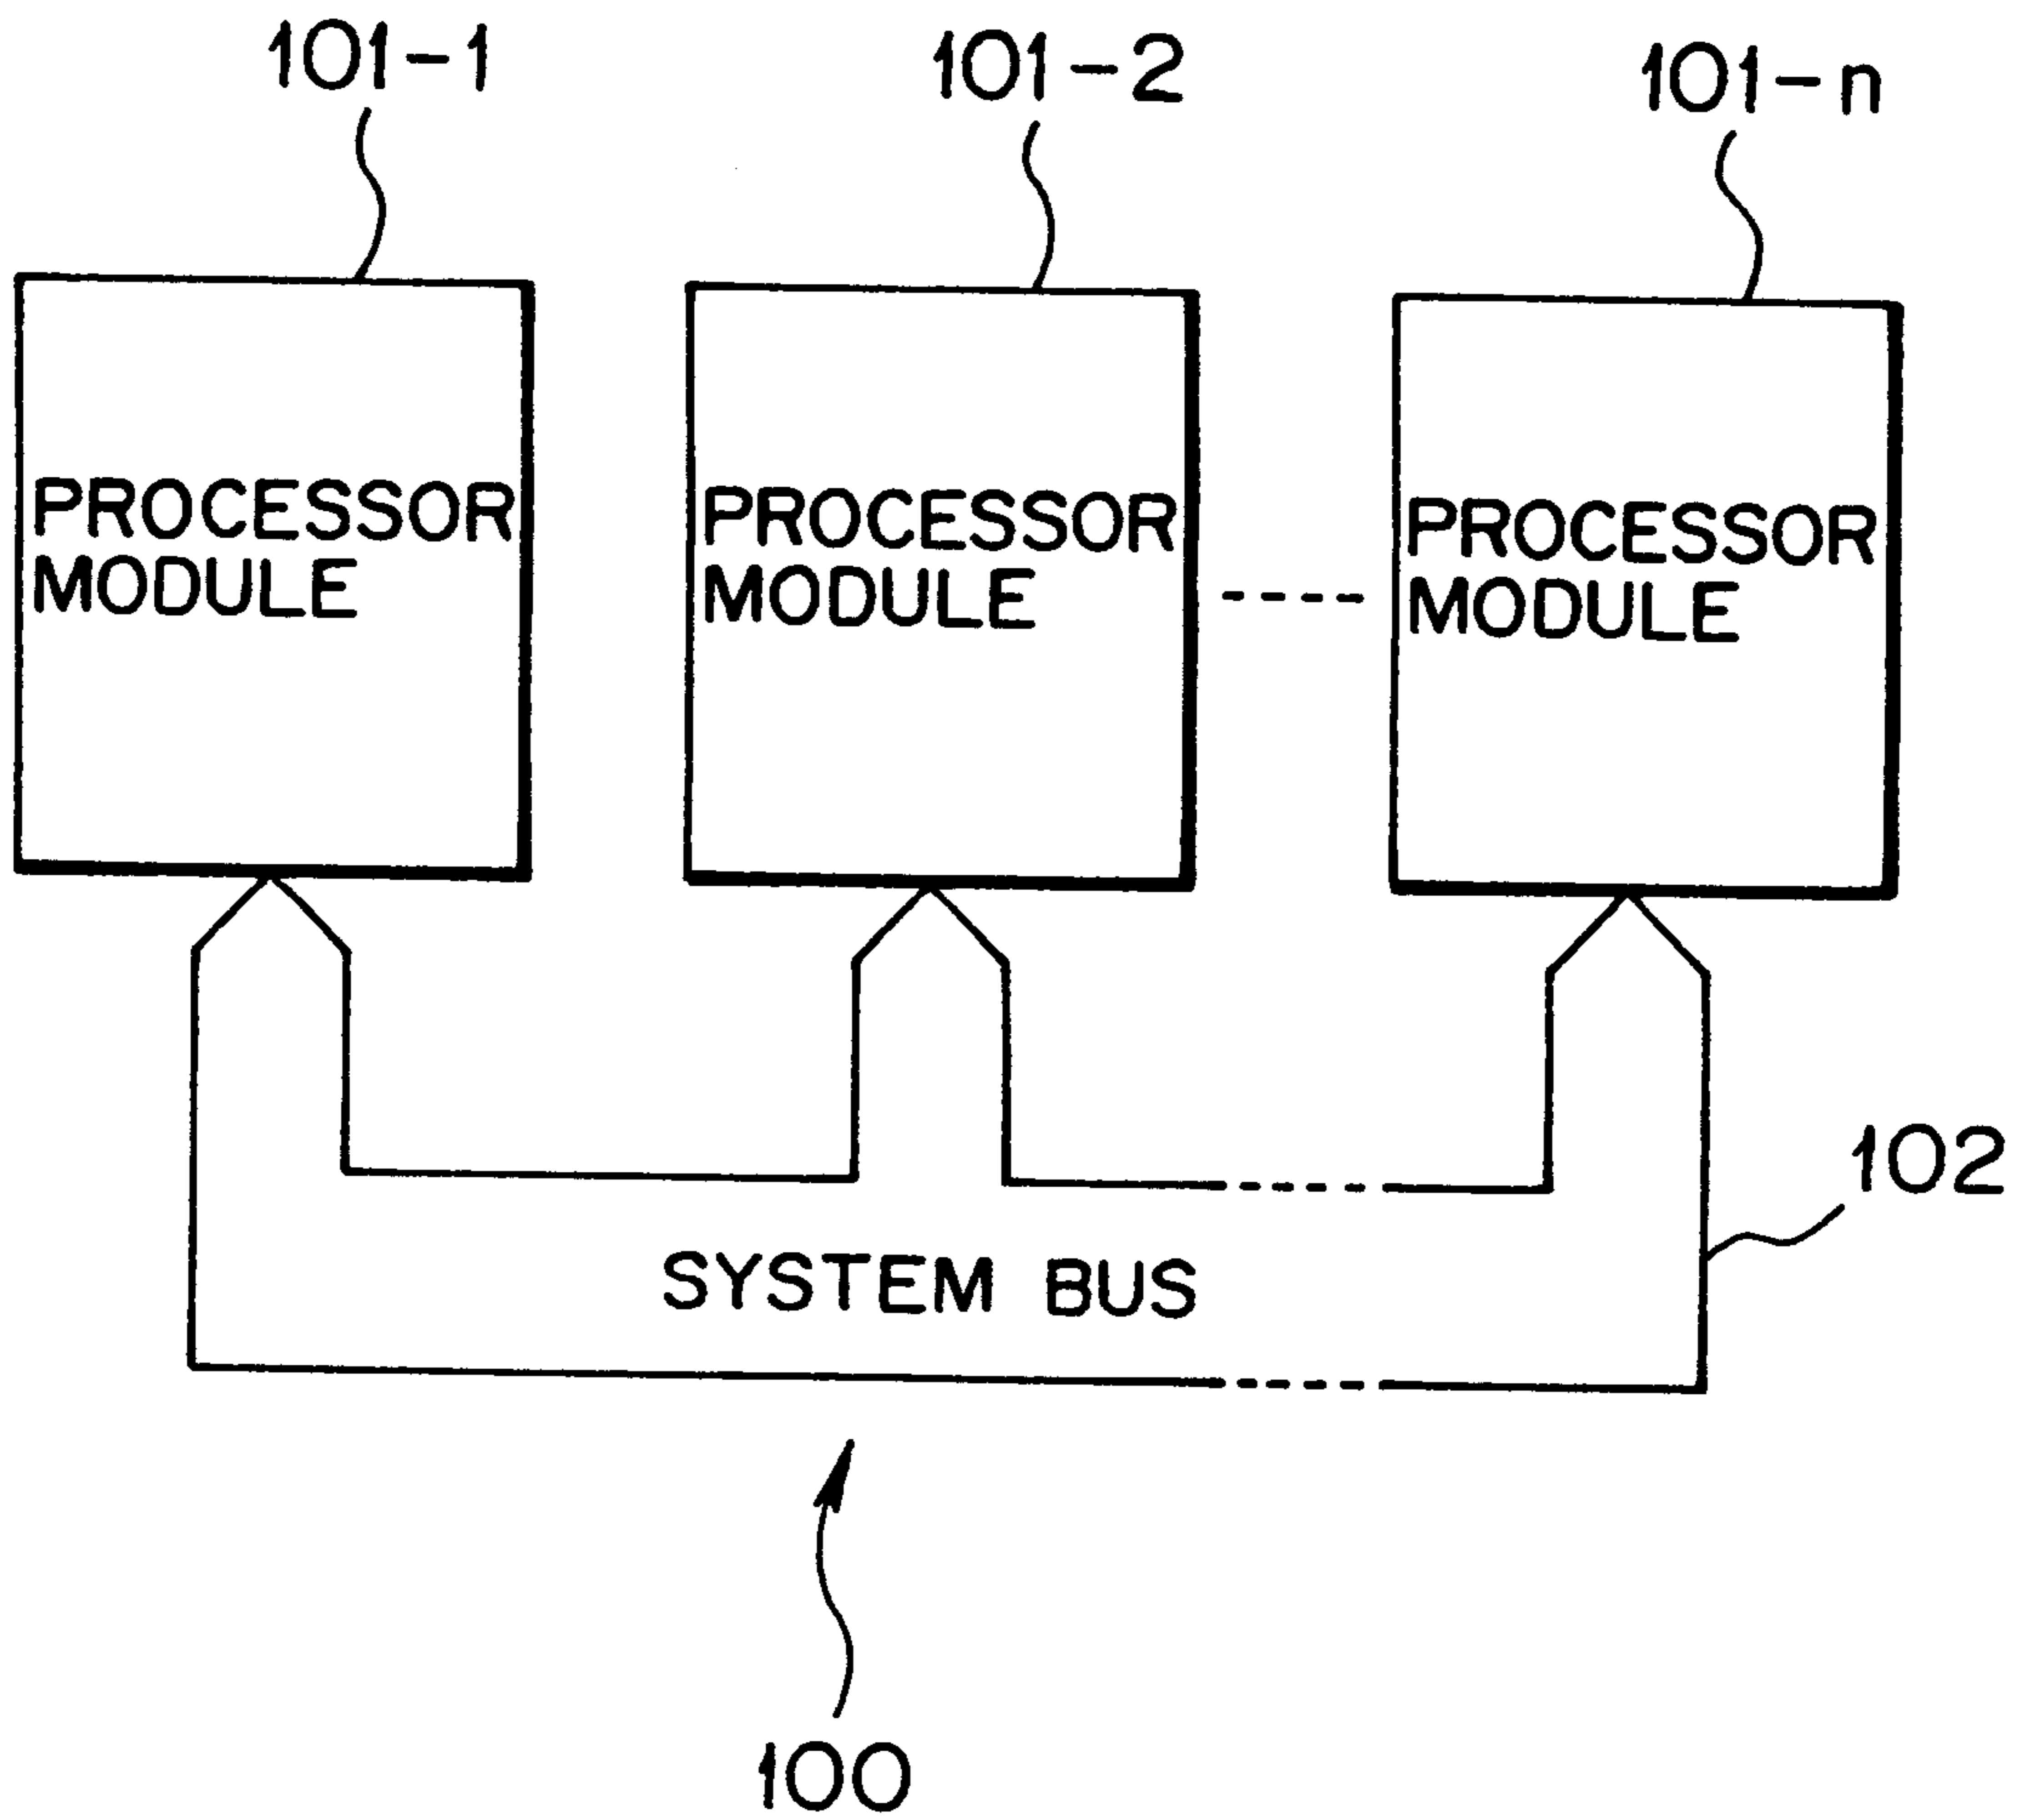 101-1
101-2
101-n
PROCESSOR
MODULE
PROCESSOR
MODULE
PROCESSOR
MODULE
102
SYSTEM BUS
100